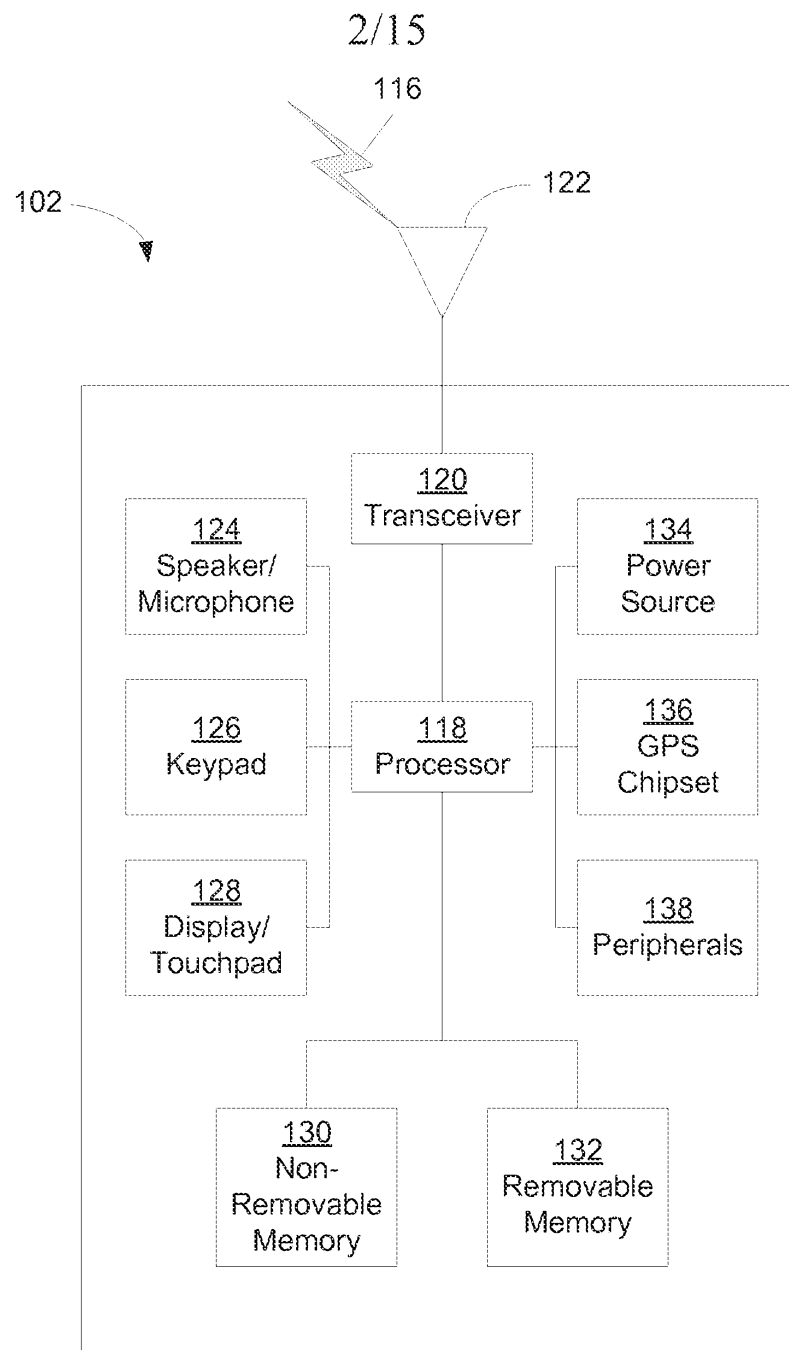 2/15
116
122
102
120
Transceiver
124
Speaker/
Microphone
134
Power
Source
126
Keypad
118
Processor
136
GPS
Chipset
128
Display/
Touchpad
138
Peripherals
130
Non-
Removable
Memory
132
Removable
Memory